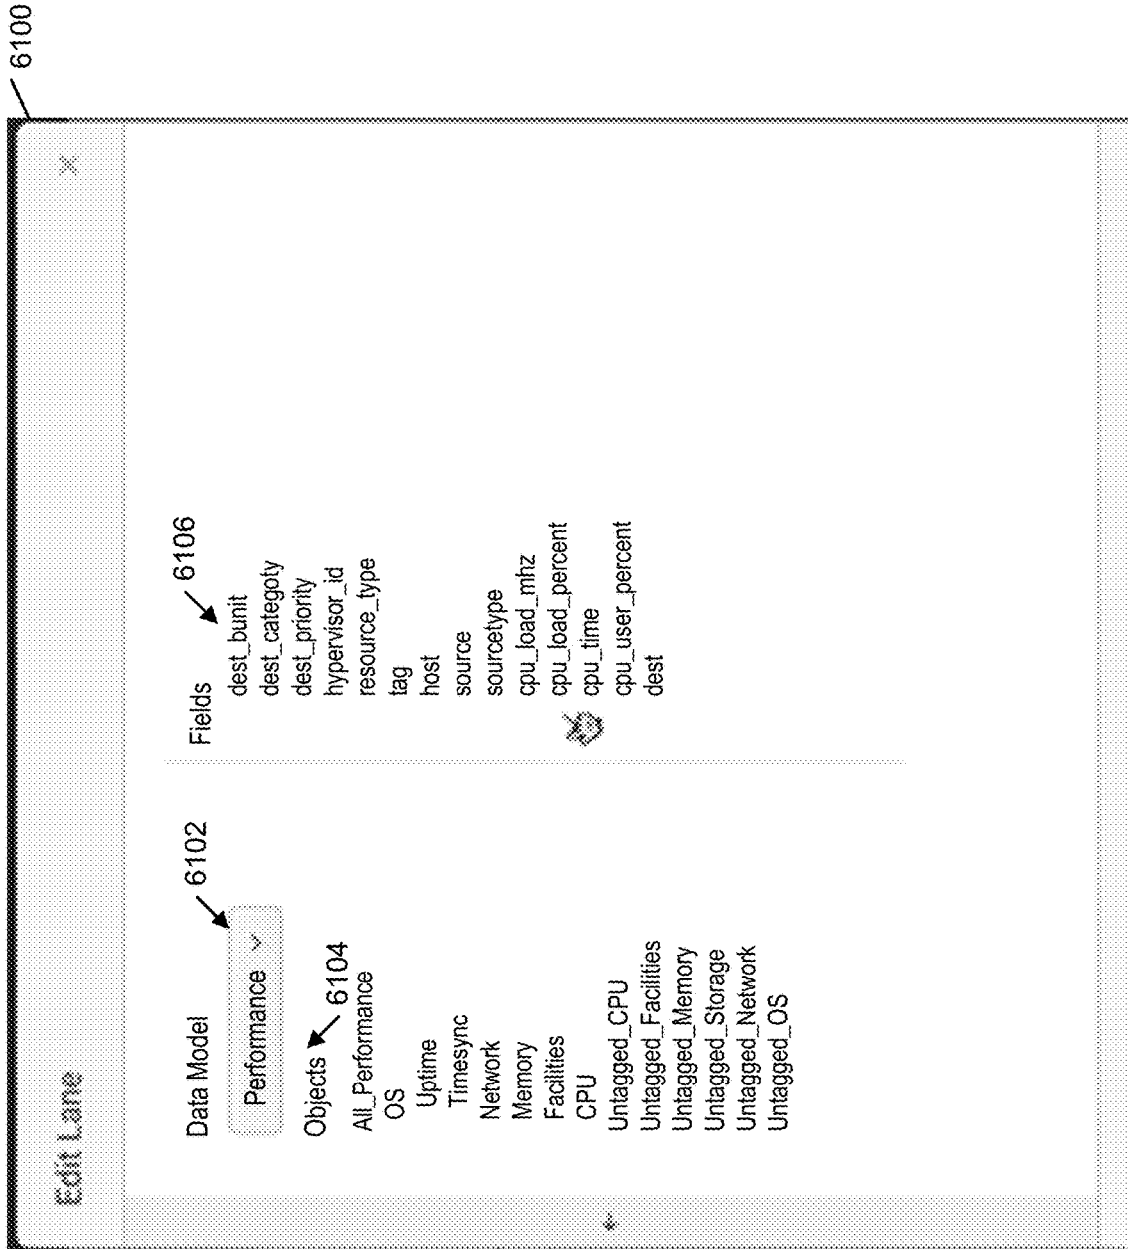 6100
Edit Lane
×
Data Model
6102
Performance
Objects
6104
All_Performance
OS
Uptime
Timesync
Network
Memory
Facilities
CPU
Untagged_CPU
Untagged_Facilities
Untagged_Memory
Untagged_Storage
Untagged_Network
Untagged_OS
Fields
6106
dest_bunit
dest_categoty
dest_priority
hypervisor_id
resource_type
tag
host
source
sourcetype
cpu_load_mhz
cpu_load_percent
cpu_time
cpu_user_percent
dest